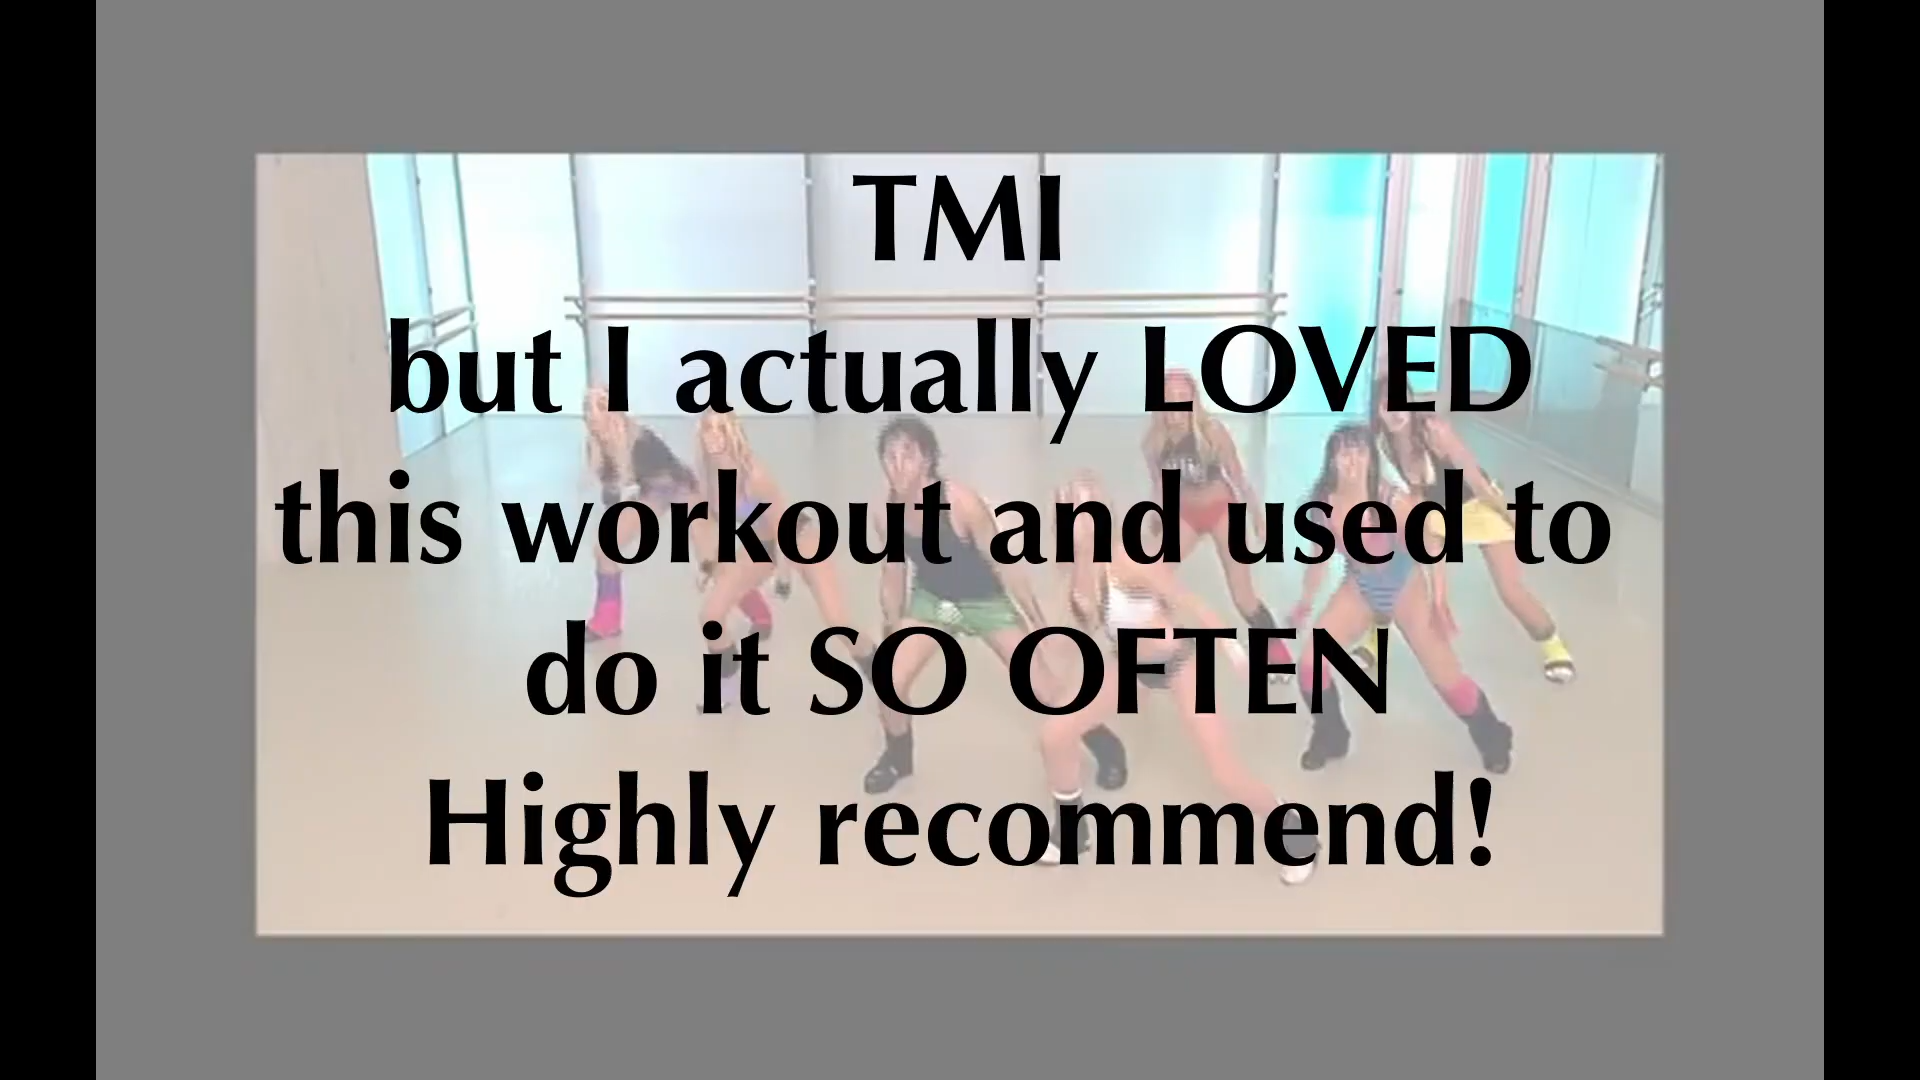 TMI
but I actually LOVED
this workout and used to
do it SO OFTEN
Highly recommend!